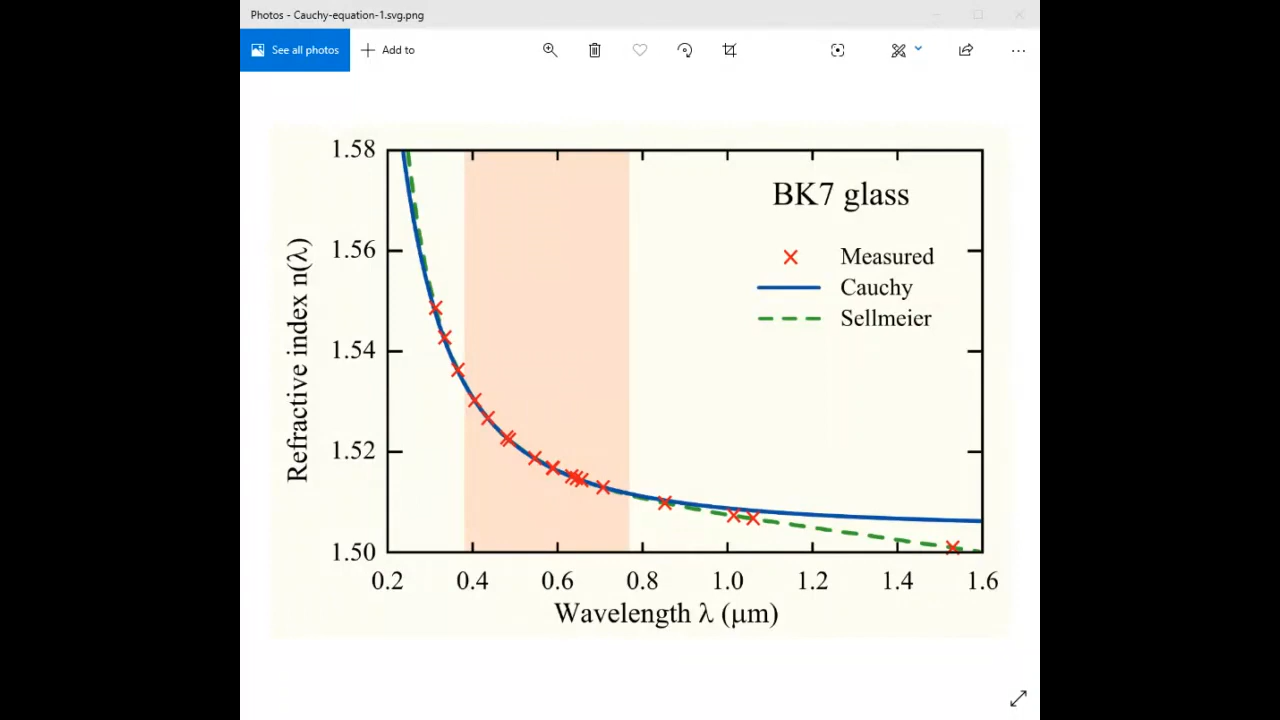 Photos - Cauchy-equation-1.svg.png
See all photos
Add to
BK7 glass
Measured
Cauchy
Sellmeier
Refractive index n(λ)
1.58
1.56
1.54
1.52
1.50
0.2 0.4 0.6 0.8 1.0 1.2 1.4 1.6
Wavelength λ (μm)